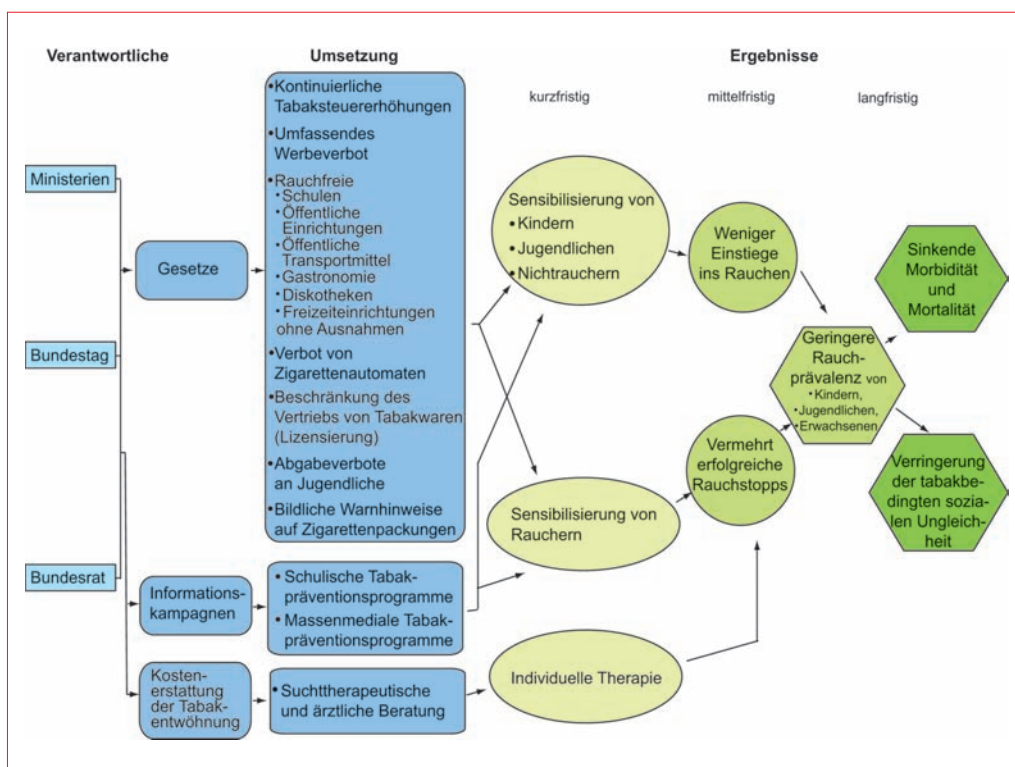 Verantwortliche
Umsetzung
Ergebnisse
kurzfristig
mittelfristig
langfristig
Ministerien
Bundestag
Bundesrat
Gesetze
Informations-
kampagnen
Kosten-
erstattung
der Tabak-
entwöhnung
•Kontinuierliche
Tabaksteuererhöhungen
•Umfassendes
Werbeverbot
•Rauchfreie
•Schulen
•Öffentliche
Einrichtungen
•Öffentliche
Transportmittel
•Gastronomie
•Diskotheken
•Freizeiteinrichtungen
ohne Ausnahmen
•Verbot von
Zigarettenautomaten
•Beschränkung des
Vertriebs von Tabakwaren
(Lizensierung)
•Abgabeverbote
an Jugendliche
•Bildliche Warnhinweise
auf Zigarettenpackungen
• Schulische Tabak-
präventionsprogramme
• Massenmediale Tabak-
präventionsprogramme
• Suchttherapeutische
und ärztliche Beratung
Sensibilisierung von
• Kindern
• Jugendlichen
• Nichtrauchern
Sensibilisierung von
Rauchern
Individuelle Therapie
Weniger
Einstiege
ins Rauchen
Vermehrt
erfolgreiche
Rauchstopps
Geringere
Rauch-
prävalenz von
• Kindern,
• Jugendlichen,
• Erwachsenen
Sinkende
Morbidität
und
Mortalität
Verringerung
der tabakbe-
dingten sozia-
len Ungleich-
heit